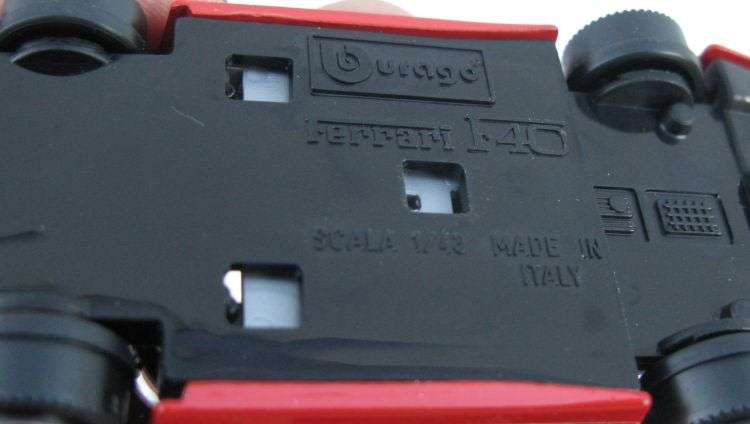 burago
Ferrari F40
SCALA 1/43 MADE IN
ITALY